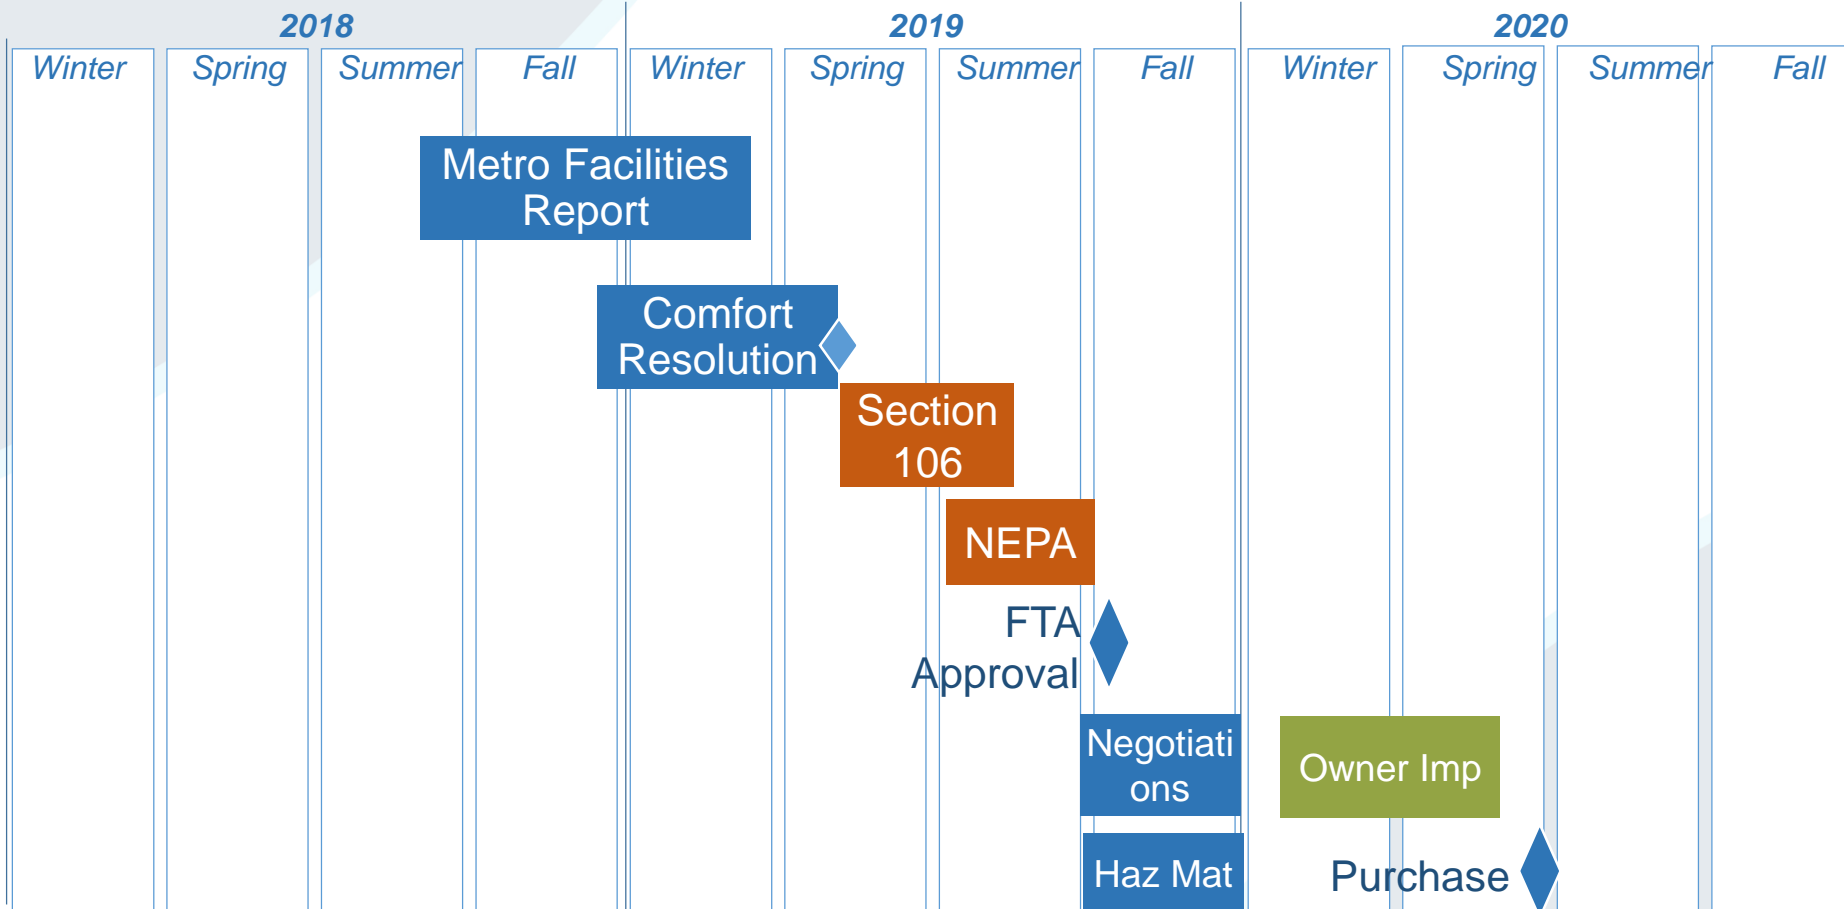 2018 2019 2020
Winter Spring Summer Fall Winter Spring Summer Fall Winter Spring Summer Fall
Metro Facilities
Report
Comfort
Resolution
Section
106
NEPA
FTA
Approval
Negotiati
ons
Owner Imp
Haz Mat
Purchase